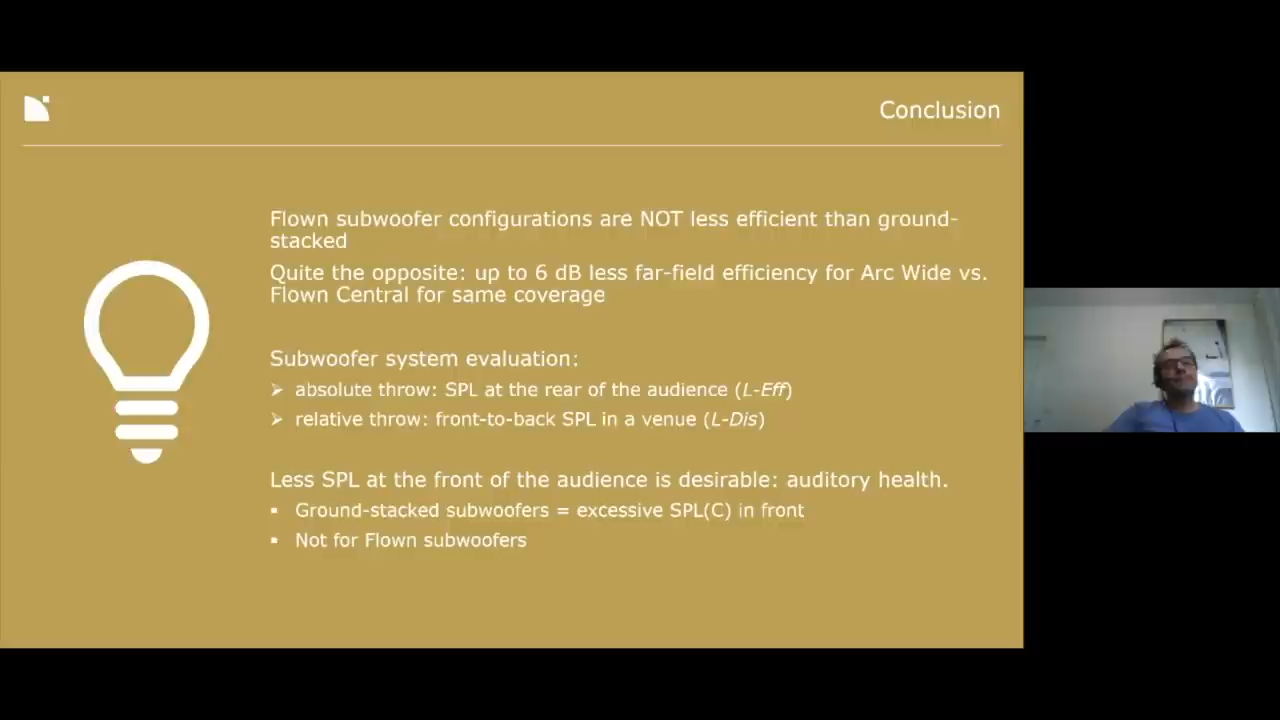 Conclusion
Flown subwoofer configurations are NOT less efficient than ground-
stacked
Quite the opposite: up to 6 dB less far-field efficiency for Arc Wide vs.
Flown Central for same coverage
Subwoofer system evaluation:
➢ absolute throw: SPL at the rear of the audience (L-Eff)
➢ relative throw: front-to-back SPL in a venue (L-Dis)
Less SPL at the front of the audience is desirable: auditory health.
▪ Ground-stacked subwoofers = excessive SPL(C) in front
▪ Not for Flown subwoofers